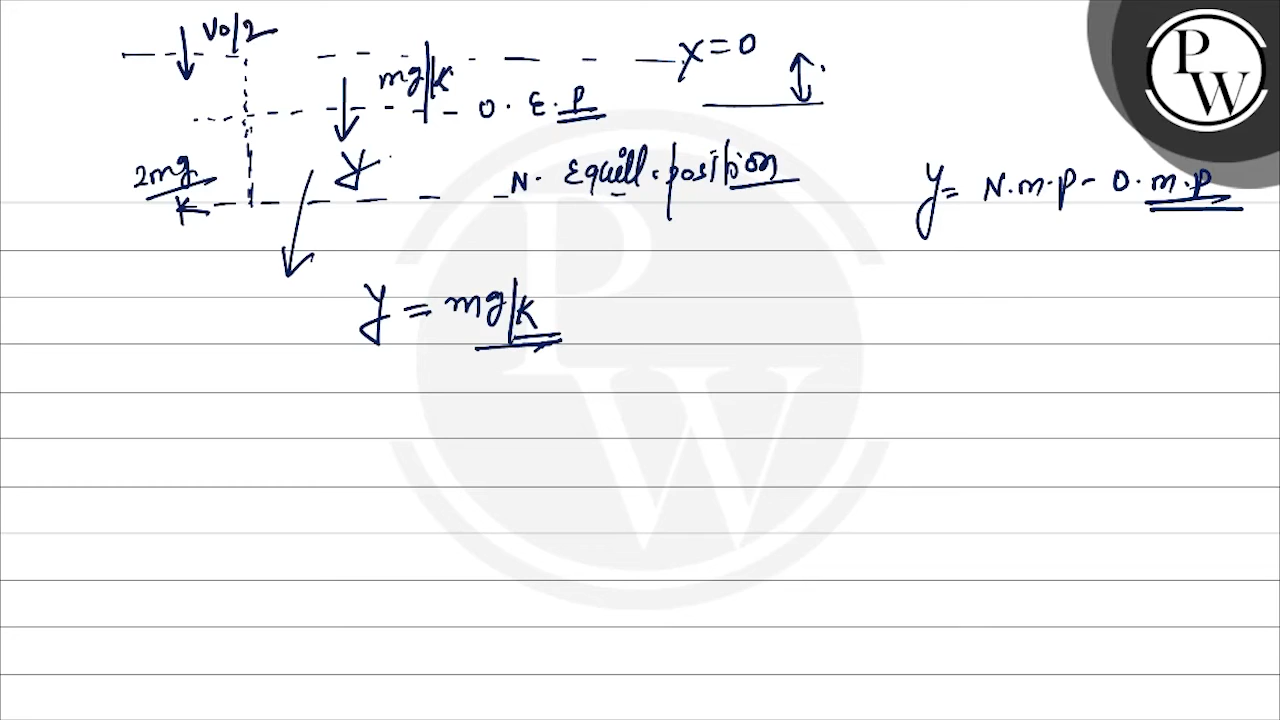 V0/2
x=0
mg/K
O. E. P
y
2mg/K
N. Equill. position
y= N.m.p- O. m.p
y = mg/K
P W
P W